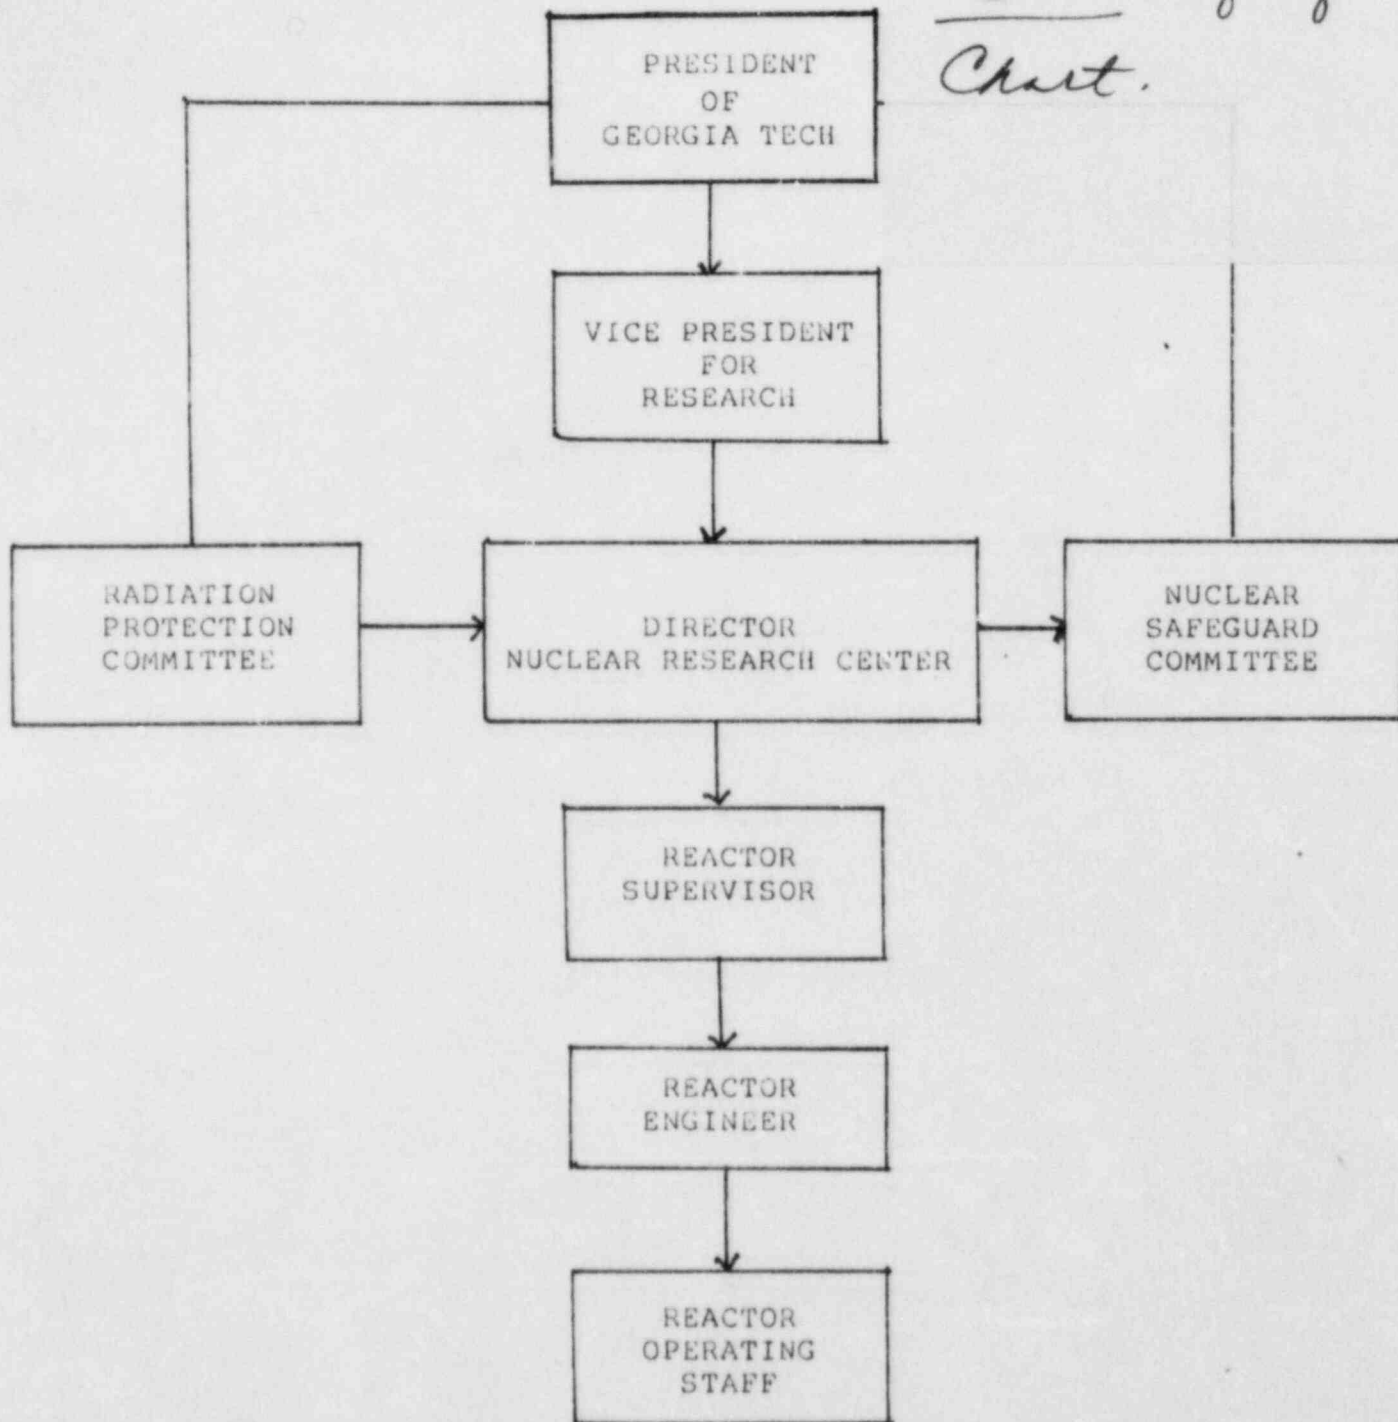 Chart.
PRESIDENT
OF
GEORGIA TECH
VICE PRESIDENT
FOR
RESEARCH
RADIATION
PROTECTION
COMMITTEE
DIRECTOR
NUCLEAR RESEARCH CENTER
NUCLEAR
SAFEGUARD
COMMITTEE
REACTOR
SUPERVISOR
REACTOR
ENGINEER
REACTOR
OPERATING
STAFF